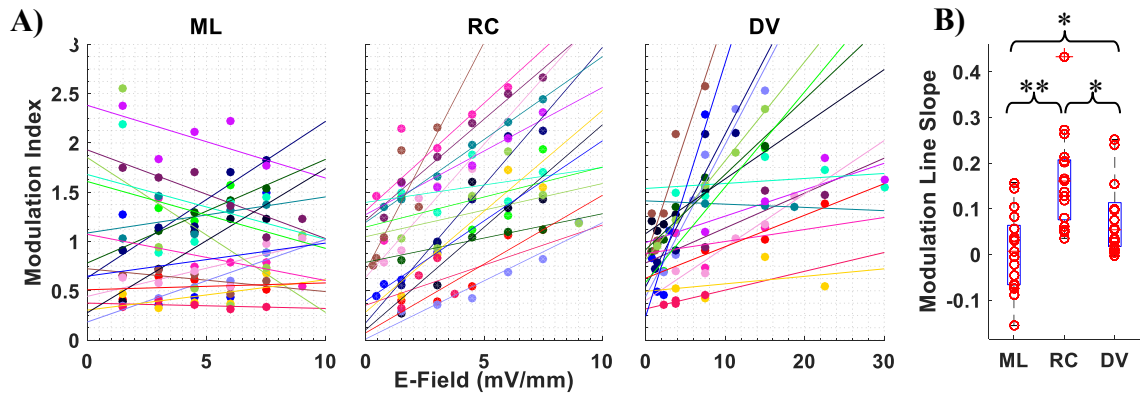 A)
ML
RC
DV
B)
Modulation Index
3
2.5
2
1.5
1
0.5
0
0 5 10
0 5 10
0 10 20 30
E-Field (mV/mm)
Modulation Line Slope
0.4
0.3
0.2
0.1
0
-0.1
*
** *
ML RC DV